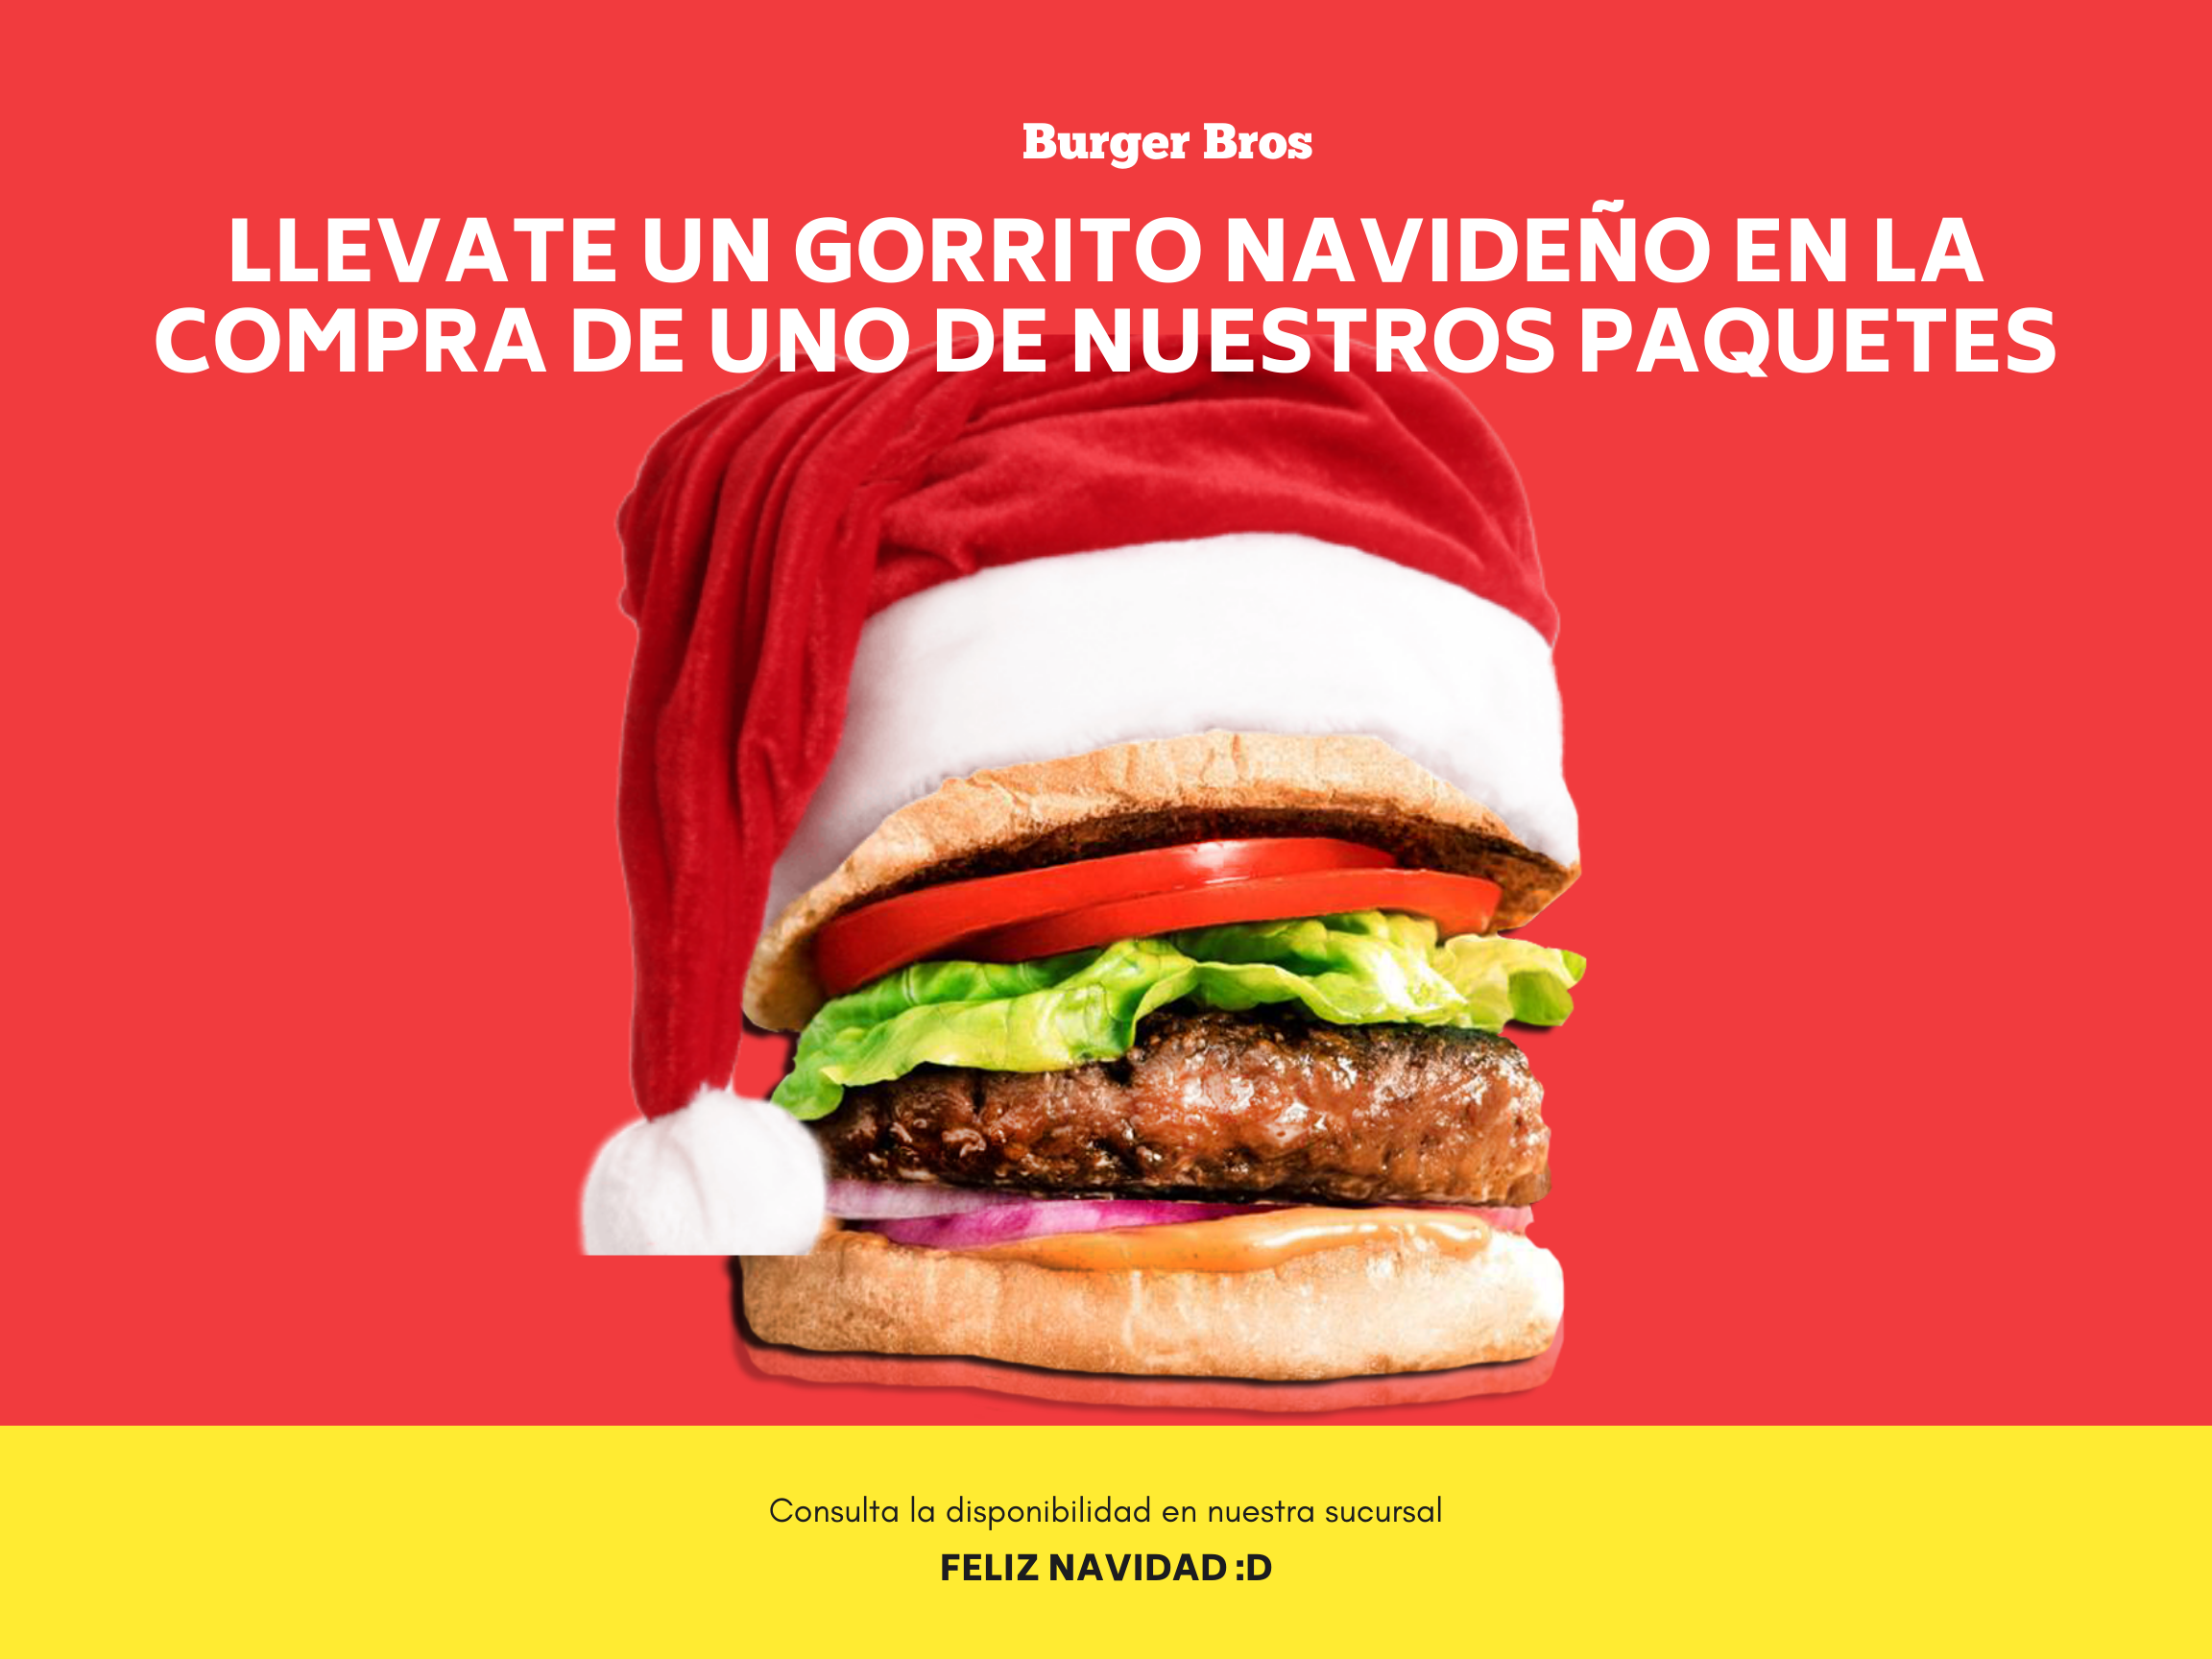 Burger Bros
LLEVATE UN GORRITO NAVIDEÑO EN LA
COMPRA DE UNO DE NUESTROS PAQUETES
Consulta la disponibilidad en nuestra sucursal
FELIZ NAVIDAD :D